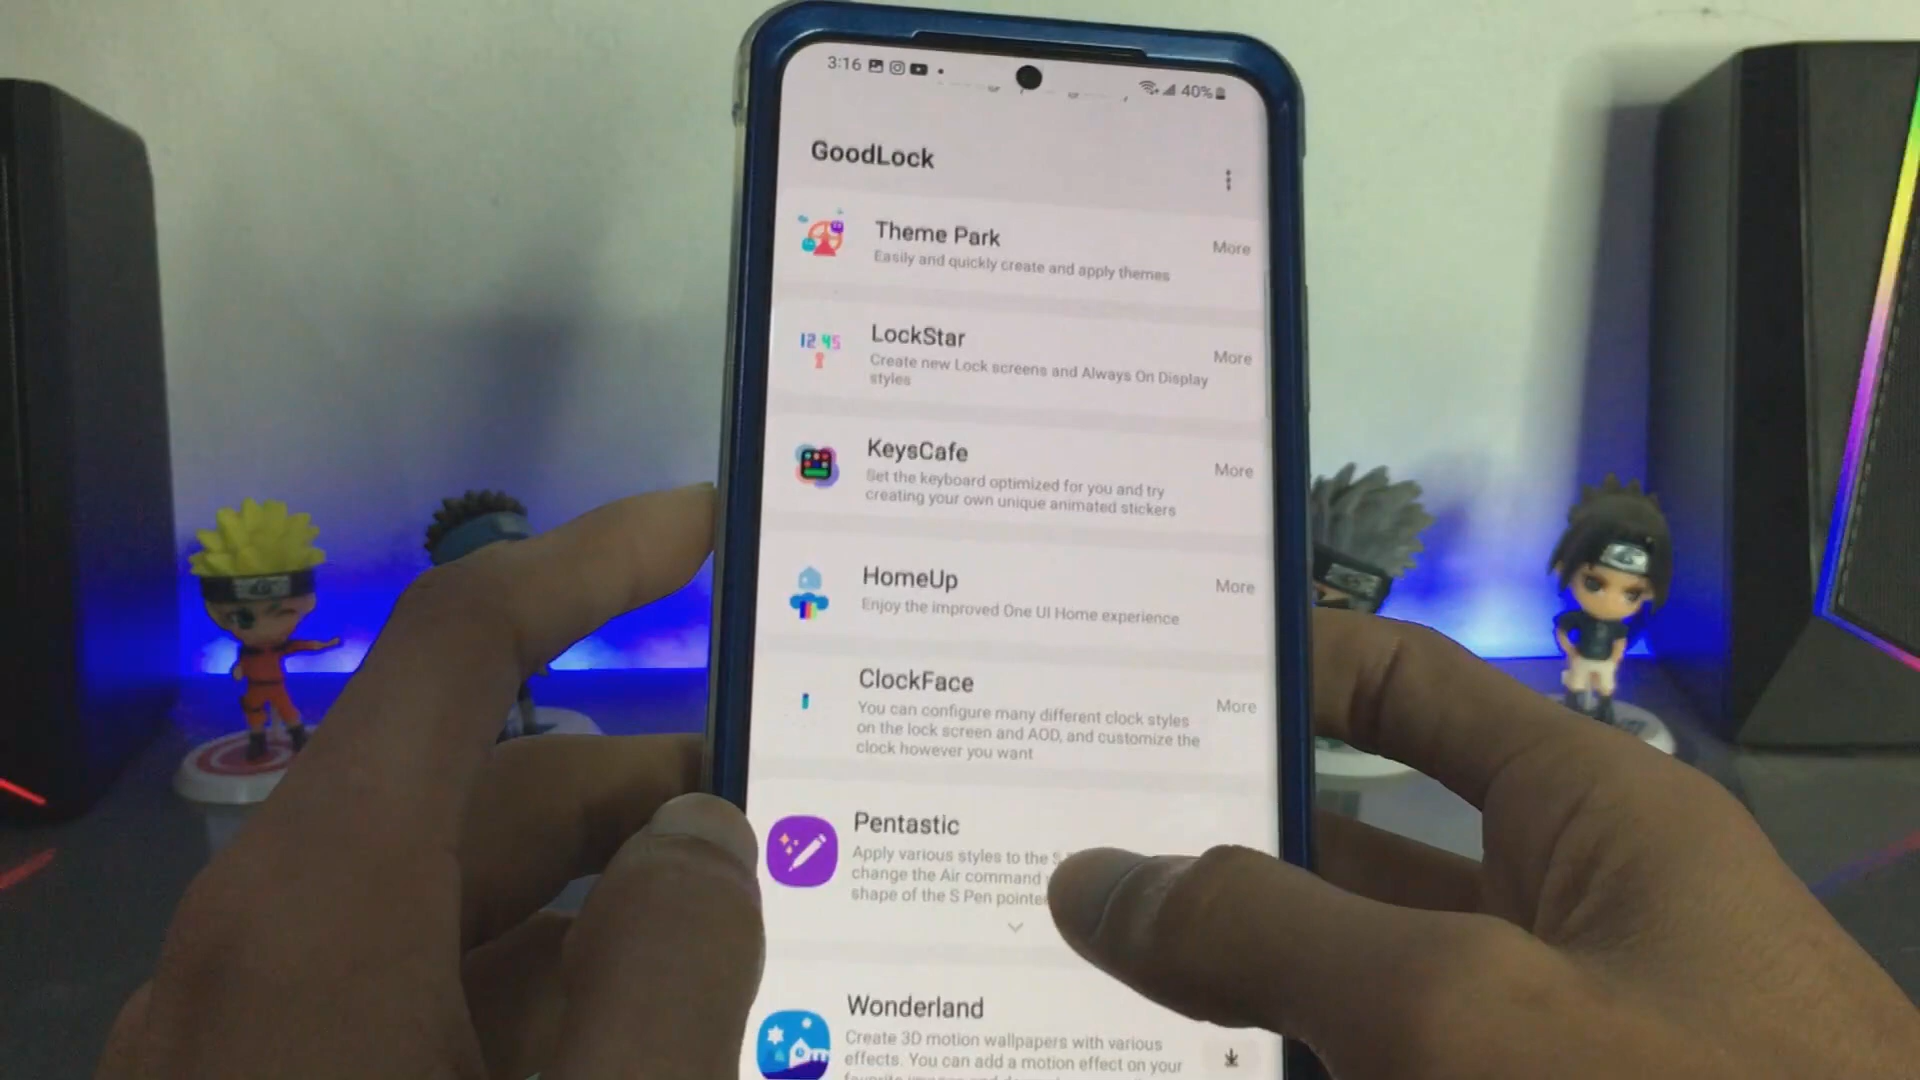 3:16
40%
GoodLock
Theme Park
Easily and quickly create and apply themes
More
LockStar
Create new Lock screens and Always On Display
styles
More
KeysCafe
Set the keyboard optimized for you and try
creating your own unique animated stickers
More
HomeUp
Enjoy the improved One UI Home experience
More
ClockFace
You can configure many different clock styles
on the lock screen and AOD, and customize the
clock however you want
More
Pentastic
Apply various styles to the S
change the Air command
shape of the S Pen pointe
Wonderland
Create 3D motion wallpapers with various
effects. You can add a motion effect on your